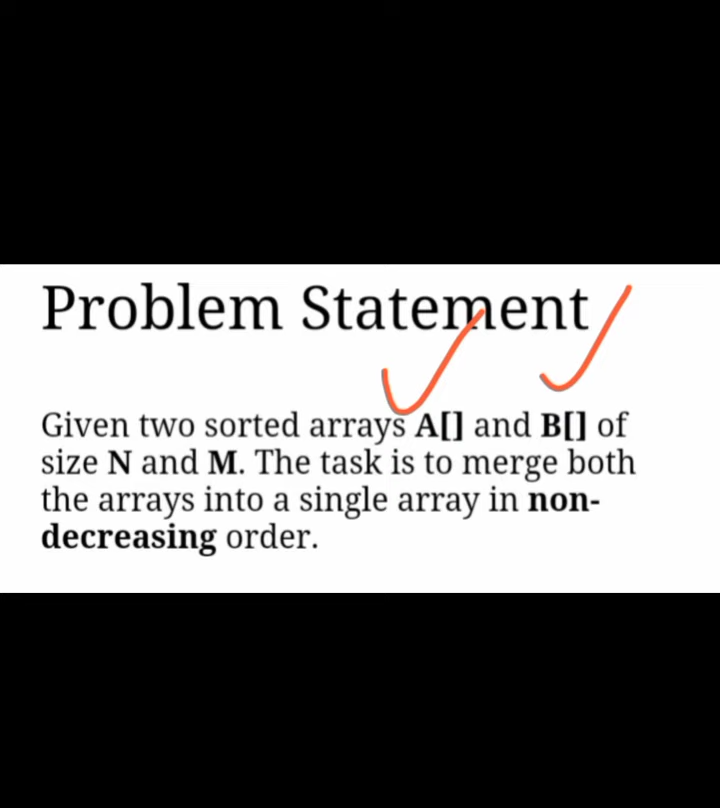 Problem Statement
Given two sorted arrays A[] and B[] of
size N and M. The task is to merge both
the arrays into a single array in non-
decreasing order.